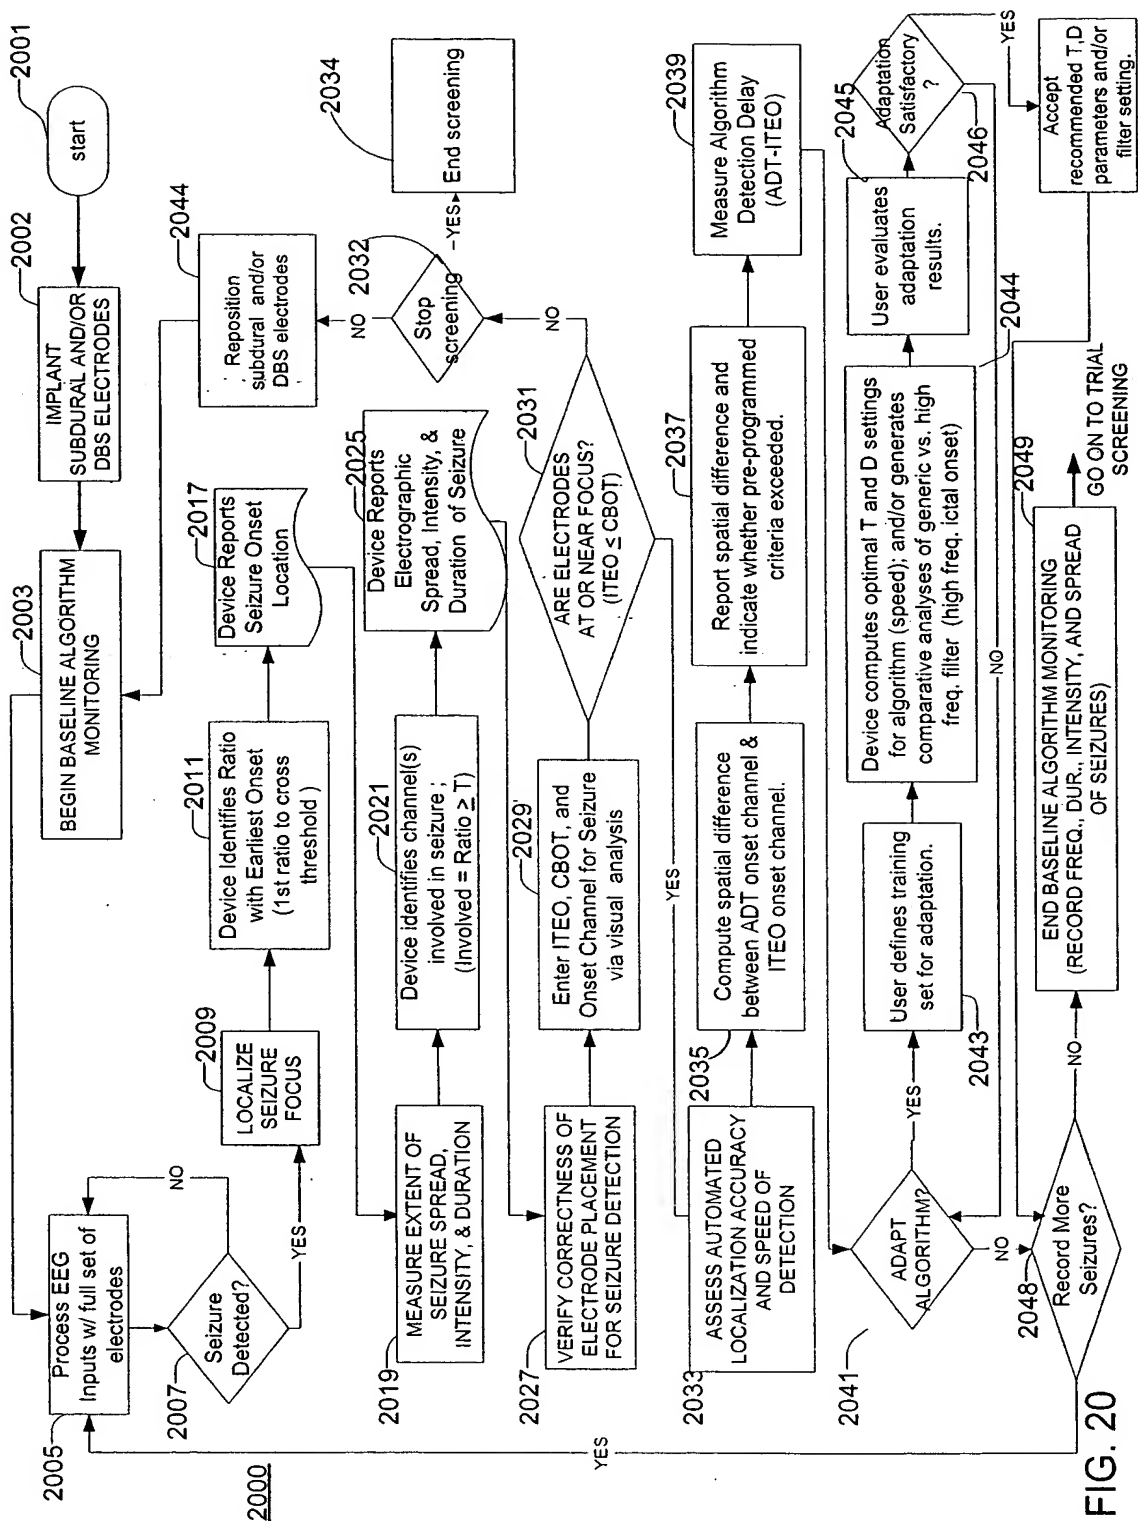 2001
start
2002
IMPLANT
SUBDURAL AND/OR
DBS ELECTRODES
2003
BEGIN BASELINE ALGORITHM
MONITORING
2005
Process EEG
Inputs w/ full set of
electrodes
2000
2007
Seizure
Detected?
NO
YES
2009
LOCALIZE
SEIZURE
FOCUS
2011
Device Identifies Ratio
with Earliest Onset
(1st ratio to cross
threshold )
2017
Device Reports
Seizure Onset
Location
2044
Reposition
subdural and/or
DBS electrodes
2034
End screening
2019
MEASURE EXTENT OF
SEIZURE SPREAD,
INTENSITY, & DURATION
2021
Device identifies channel(s)
involved in seizure ;
(Involved = Ratio ≥ T)
2025
Device Reports
Electrographic
Spread, Intensity, &
Duration of Seizure
NO
Stop
screening
2032
YES
2027
VERIFY CORRECTNESS OF
ELECTRODE PLACEMENT
FOR SEIZURE DETECTION
2029
Enter ITEO, CBOT, and
Onset Channel for Seizure
via visual analysis
2031
ARE ELECTRODES
AT OR NEAR FOCUS?
(ITEO ≤ CBOT)
NO
YES
2033
ASSESS AUTOMATED
LOCALIZATION ACCURACY
AND SPEED OF
DETECTION
2035
Compute spatial difference
between ADT onset channel &
ITEO onset channel.
2037
Report spatial difference and
indicate whether pre-programmed
criteria exceeded.
2039
Measure Algorithm
Detection Delay
(ADT-ITEO)
2041
ADAPT
ALGORITHM?
YES
NO
2043
User defines training
set for adaptation.
2044
Device computes optimal T and D settings
for algorithm (speed); and/or generates
comparative analyses of generic vs. high
freq. filter (high freq. ictal onset)
2045
User evaluates
adaptation
results.
2046
Adaptation
Satisfactory
?
NO
YES
Accept
recommended T,D
parameters and/or
filter setting.
2048
Record More
Seizures?
YES
NO
2049
END BASELINE ALGORITHM MONITORING
(RECORD FREQ., DUR., INTENSITY, AND SPREAD
OF SEIZURES)
GO ON TO TRIAL
SCREENING
FIG. 20